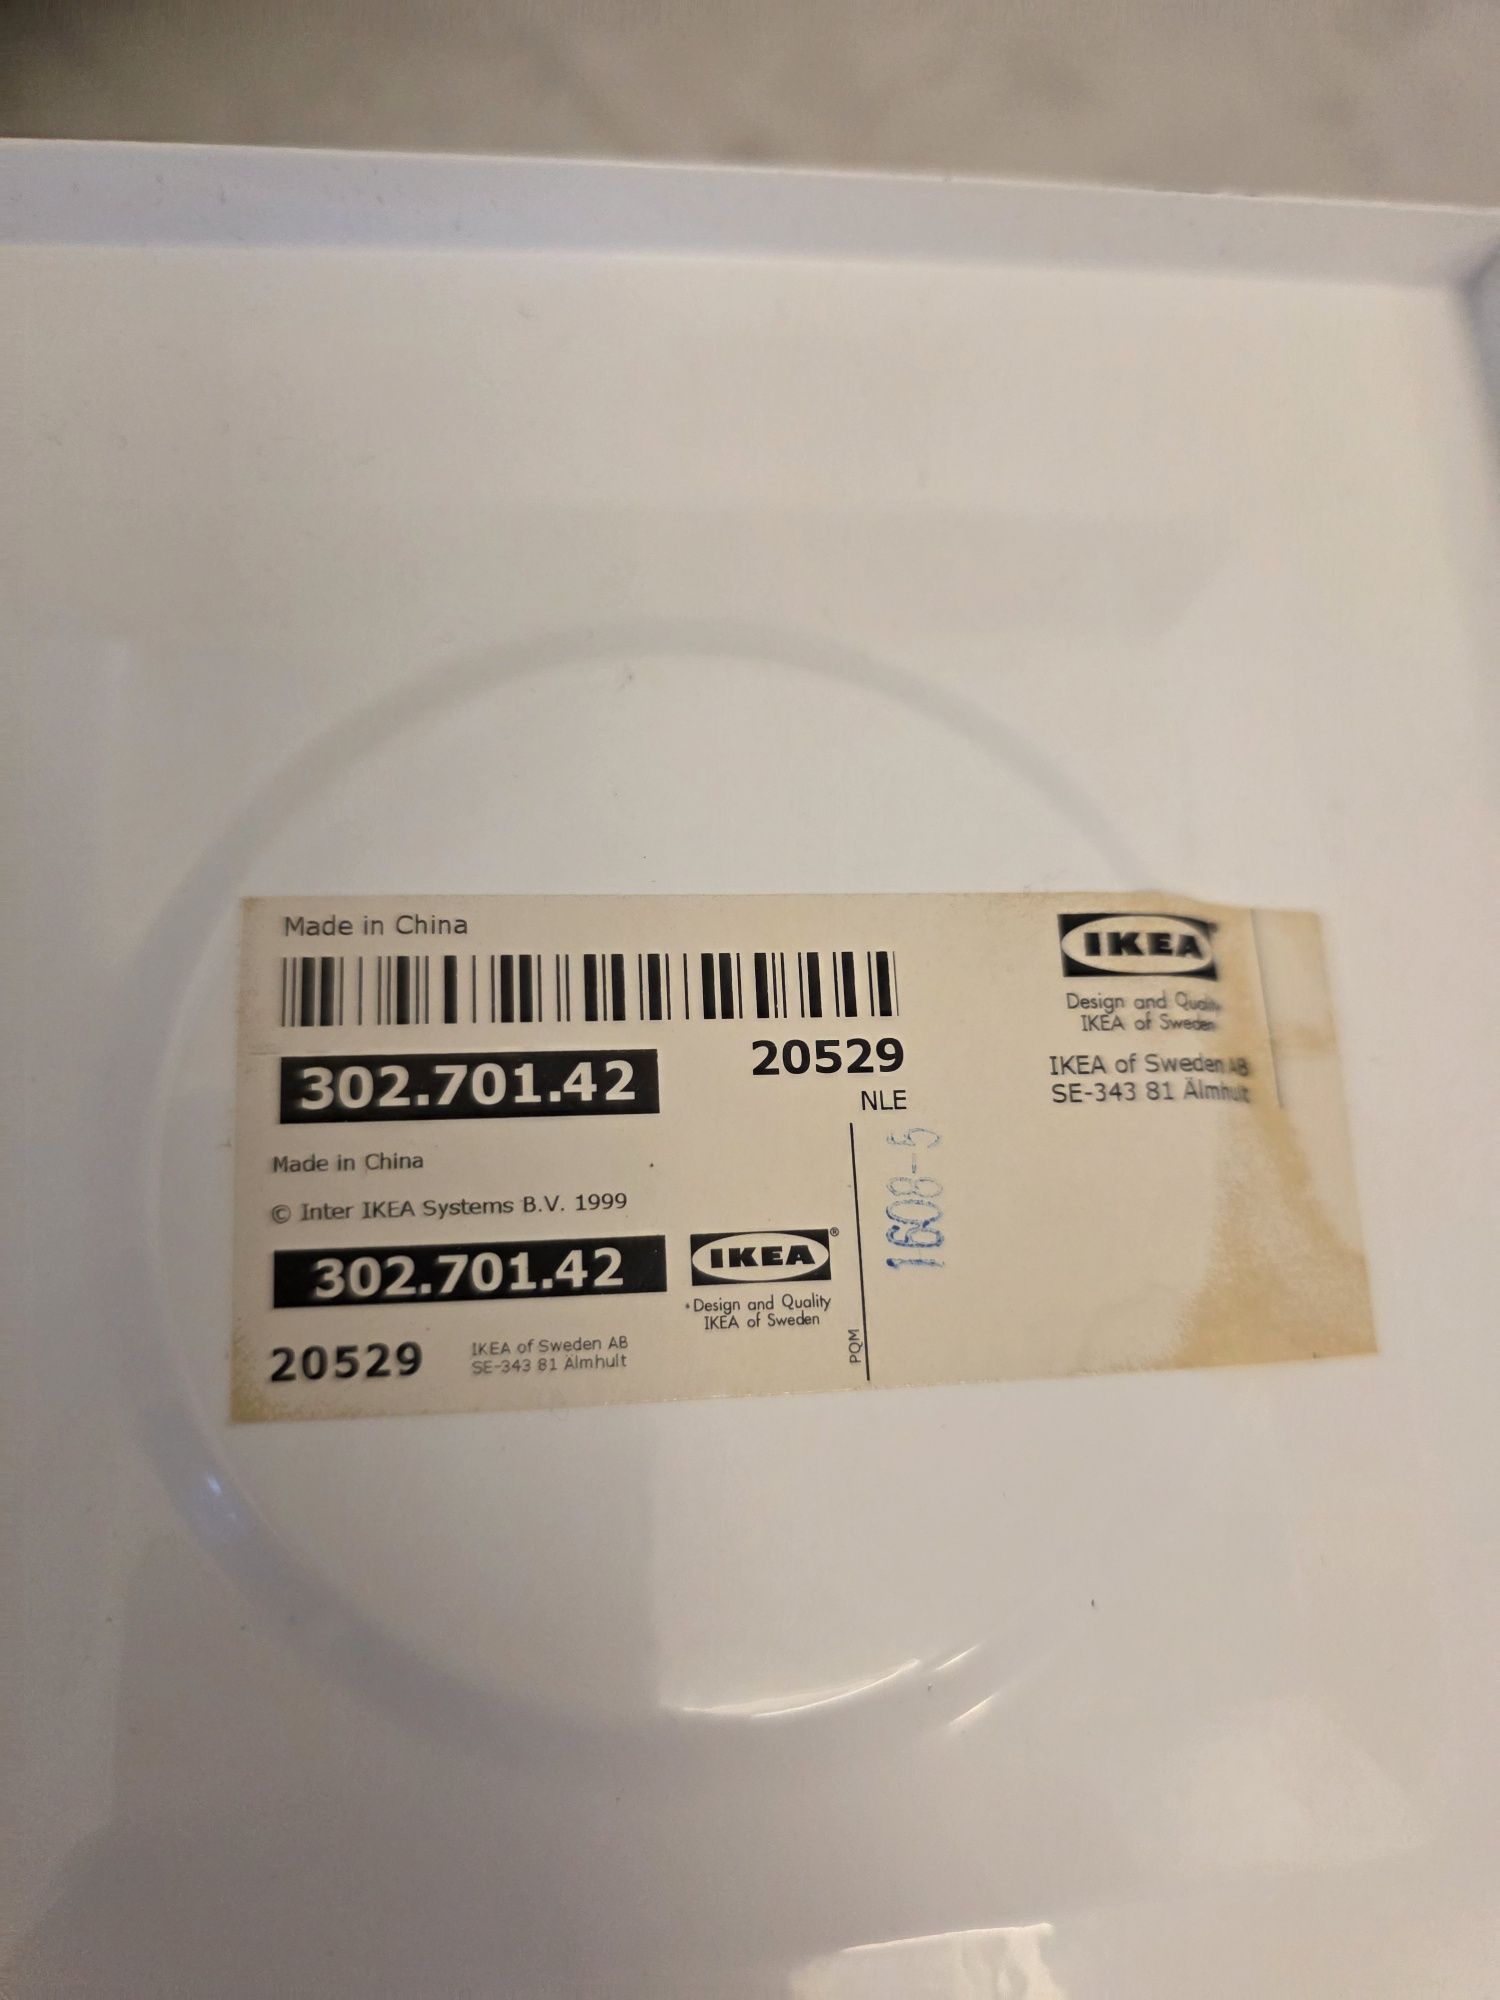 Made in China
IKEA®
Design and Quality
IKEA of Sweden
302.701.42
20529
NLE
IKEA of Sweden AB
SE-343 81 Älmhult
Made in China
© Inter IKEA Systems B.V. 1999
1608-5
302.701.42
IKEA®
Design and Quality
IKEA of Sweden
20529
IKEA of Sweden AB
SE-343 81 Älmhult
PQM